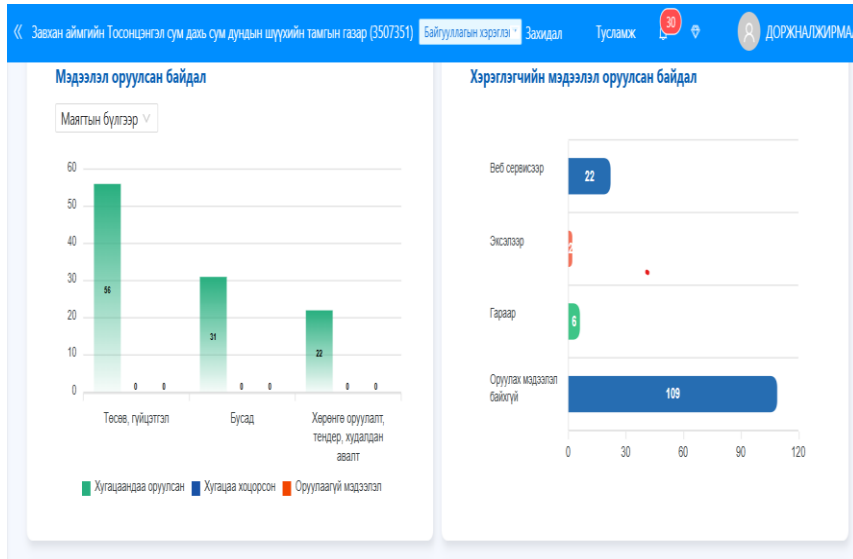 Завхан аймгийн Тосонцэнгэл сум дахь сум дундын шүүхийн тамгын газар (3507351) Байгууллагын хэрэглэг Захидал Тусламж 30 ДОРЖНАЛЖИРМАА
Мэдээлэл оруулсан байдал
Маягтын бүлгээр
60
50
40
30
20
10
0
56
0
0
31
0
0
22
0
0
Төсөв, гүйцэтгэл
Бусад
Хөрөнгө оруулалт,
тендер, худалдан
авалт
Хугацаандаа оруулсан Хугацаа хоцорсон Оруулаагүй мэдээлэл
Хэрэглэгчийн мэдээлэл оруулсан байдал
Веб сервисээр
22
Эксэлээр
2
Гараар
6
Оруулах мэдээлэл
байхгүй
109
0 30 60 90 120